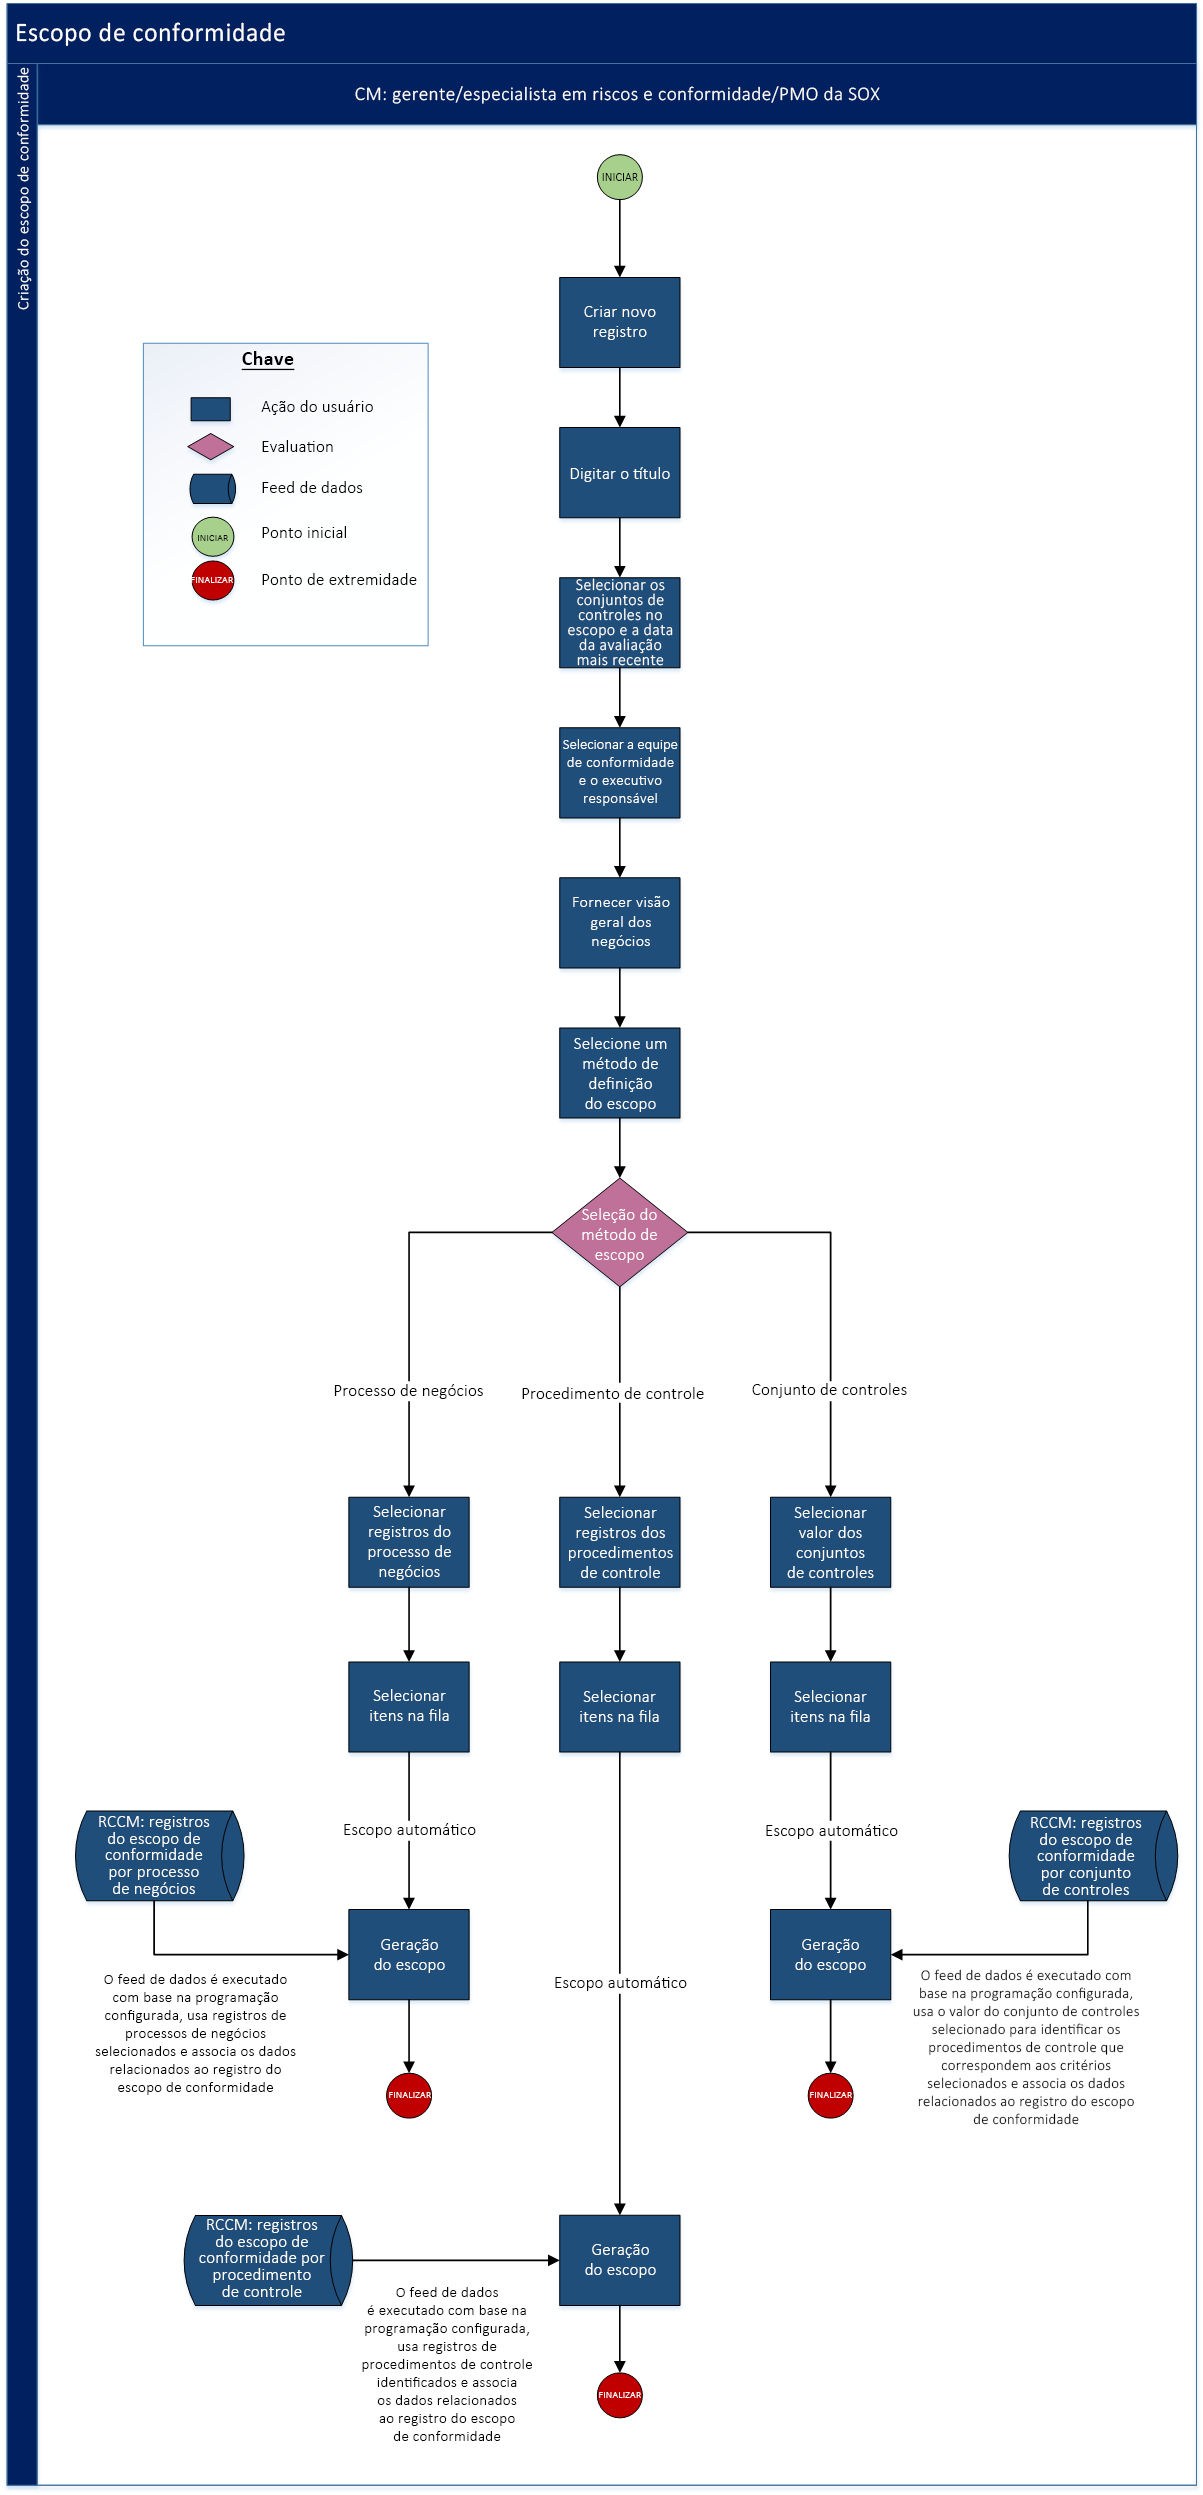 Escopo de conformidade
CM: gerente/especialista em riscos e conformidade/PMO da SOX
Criação do escopo de conformidade
INICIAR
Criar novo
registro
Chave
Ação do usuário
Evaluation
Feed de dados
INICIAR
Ponto inicial
FINALIZAR
Ponto de extremidade
Digitar o título
Selecionar os
conjuntos de
controles no
escopo e a data
da avaliação
mais recente
Selecionar a equipe
de conformidade
e o executivo
responsável
Fornecer visão
geral dos
negócios
Selecione um
método de
definição
do escopo
Seleção do
método de
escopo
Processo de negócios
Procedimento de controle
Conjunto de controles
Selecionar
registros do
processo de
negócios
Selecionar
registros dos
procedimentos
de controle
Selecionar
valor dos
conjuntos
de controles
Selecionar
itens na fila
Selecionar
itens na fila
Selecionar
itens na fila
Escopo automático
Escopo automático
RCCM: registros
do escopo de
conformidade
por processo
de negócios
RCCM: registros
do escopo de
conformidade
por conjunto
de controles
Geração
do escopo
Geração
do escopo
Escopo automático
O feed de dados é executado
com base na programação
configurada, usa registros de
processos de negócios
selecionados e associa os dados
relacionados ao registro do
escopo de conformidade
O feed de dados é executado com
base na programação configurada,
usa o valor do conjunto de controles
selecionado para identificar os
procedimentos de controle que
correspondem aos critérios
selecionados e associa os dados
relacionados ao registro do escopo
de conformidade
FINALIZAR
FINALIZAR
RCCM: registros
do escopo de
conformidade por
procedimento
de controle
Geração
do escopo
O feed de dados
é executado com base na
programação configurada,
usa registros de
procedimentos de controle
identificados e associa
os dados relacionados
ao registro do escopo
de conformidade
FINALIZAR